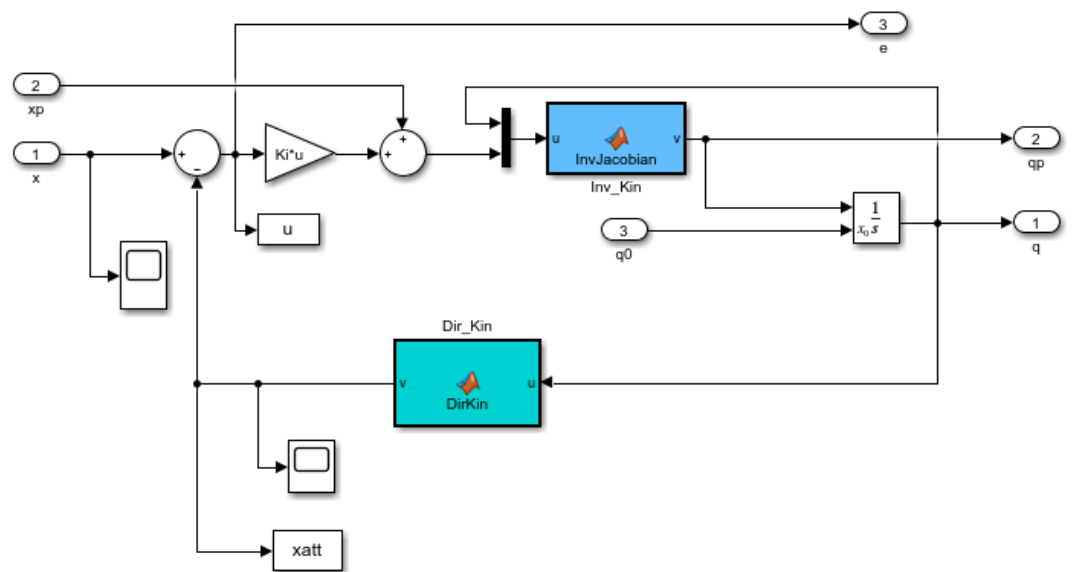 3
e
2
xp
1
x
+
−
Ki*u
+
+
u
u
v
InvJacobian
Inv_Kin
2
qp
3
q0
1
s
x₀
1
q
Dir_Kin
v
u
DirKin
xatt